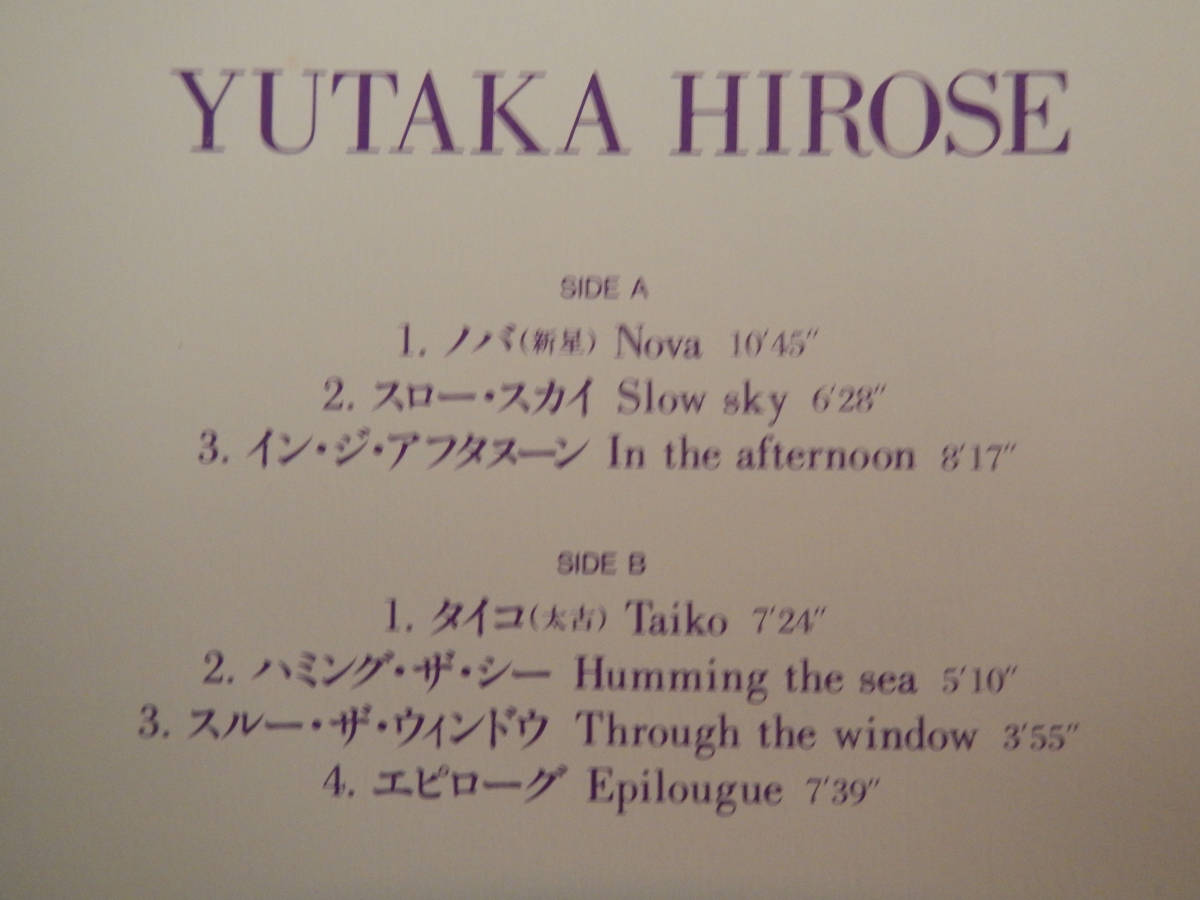 YUTAKA HIROSE
SIDE A
1. ノバ(新星) Nova 10'45"
2. スロー・スカイ Slow sky 6'28"
3. イン・ジ・アフタヌーン In the afternoon 8'17"
SIDE B
1. タイコ(太古) Taiko 7'24"
2. ハミング・ザ・シー Humming the sea 5'10"
3. スルー・ザ・ウィンドウ Through the window 3'55"
4. エピローグ Epilougue 7'39"